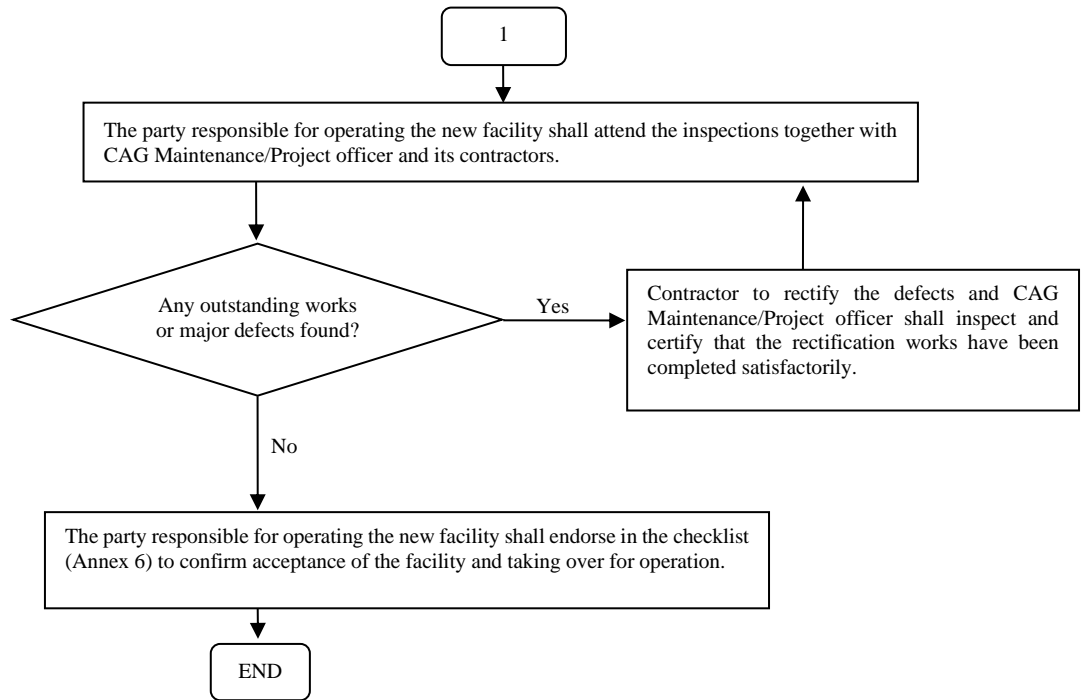 1
The party responsible for operating the new facility shall attend the inspections together with
CAG Maintenance/Project officer and its contractors.
Any outstanding works
or major defects found?
Yes
Contractor to rectify the defects and CAG
Maintenance/Project officer shall inspect and
certify that the rectification works have been
completed satisfactorily.
No
The party responsible for operating the new facility shall endorse in the checklist
(Annex 6) to confirm acceptance of the facility and taking over for operation.
END